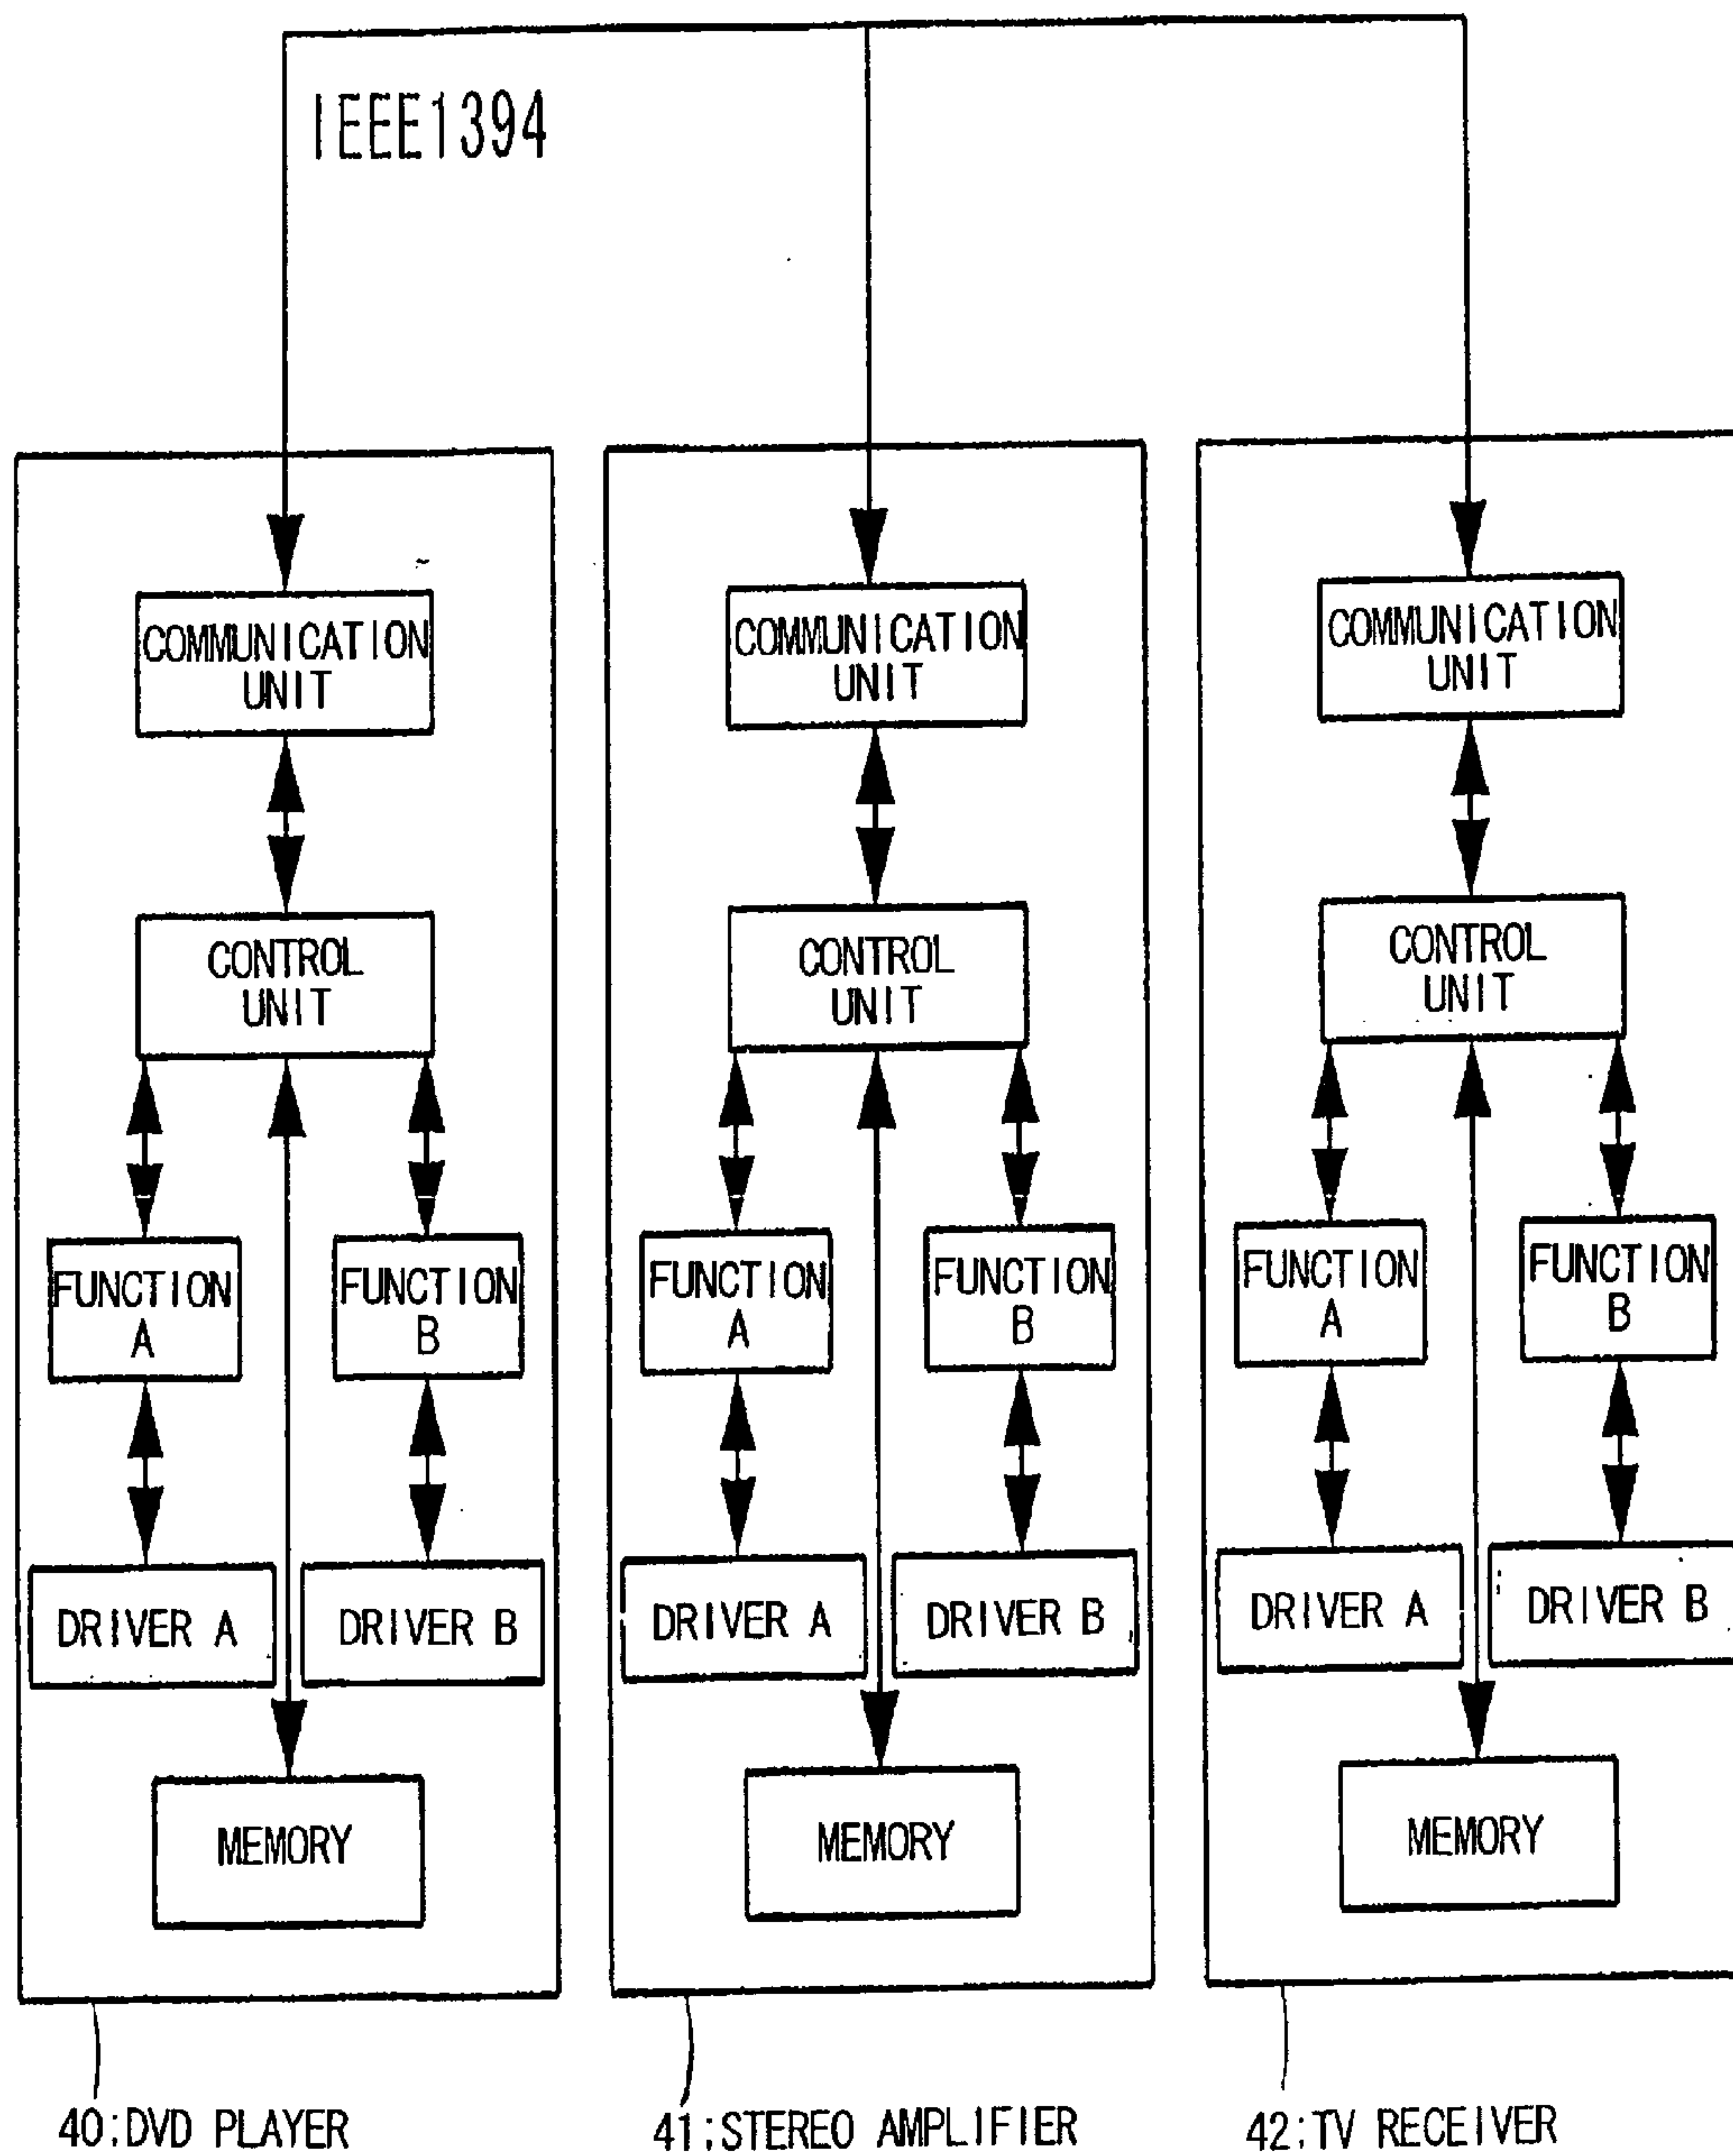 IEEE1394
COMMUNICATION
UNIT
CONTROL
UNIT
FUNCTION
A
FUNCTION
B
DRIVER A
DRIVER B
MEMORY
40:DVD PLAYER
COMMUNICATION
UNIT
CONTROL
UNIT
FUNCTION
A
FUNCTION
B
DRIVER A
DRIVER B
MEMORY
41:STEREO AMPLIFIER
COMMUNICATION
UNIT
CONTROL
UNIT
FUNCTION
A
FUNCTION
B
DRIVER A
DRIVER B
MEMORY
42:TV RECEIVER